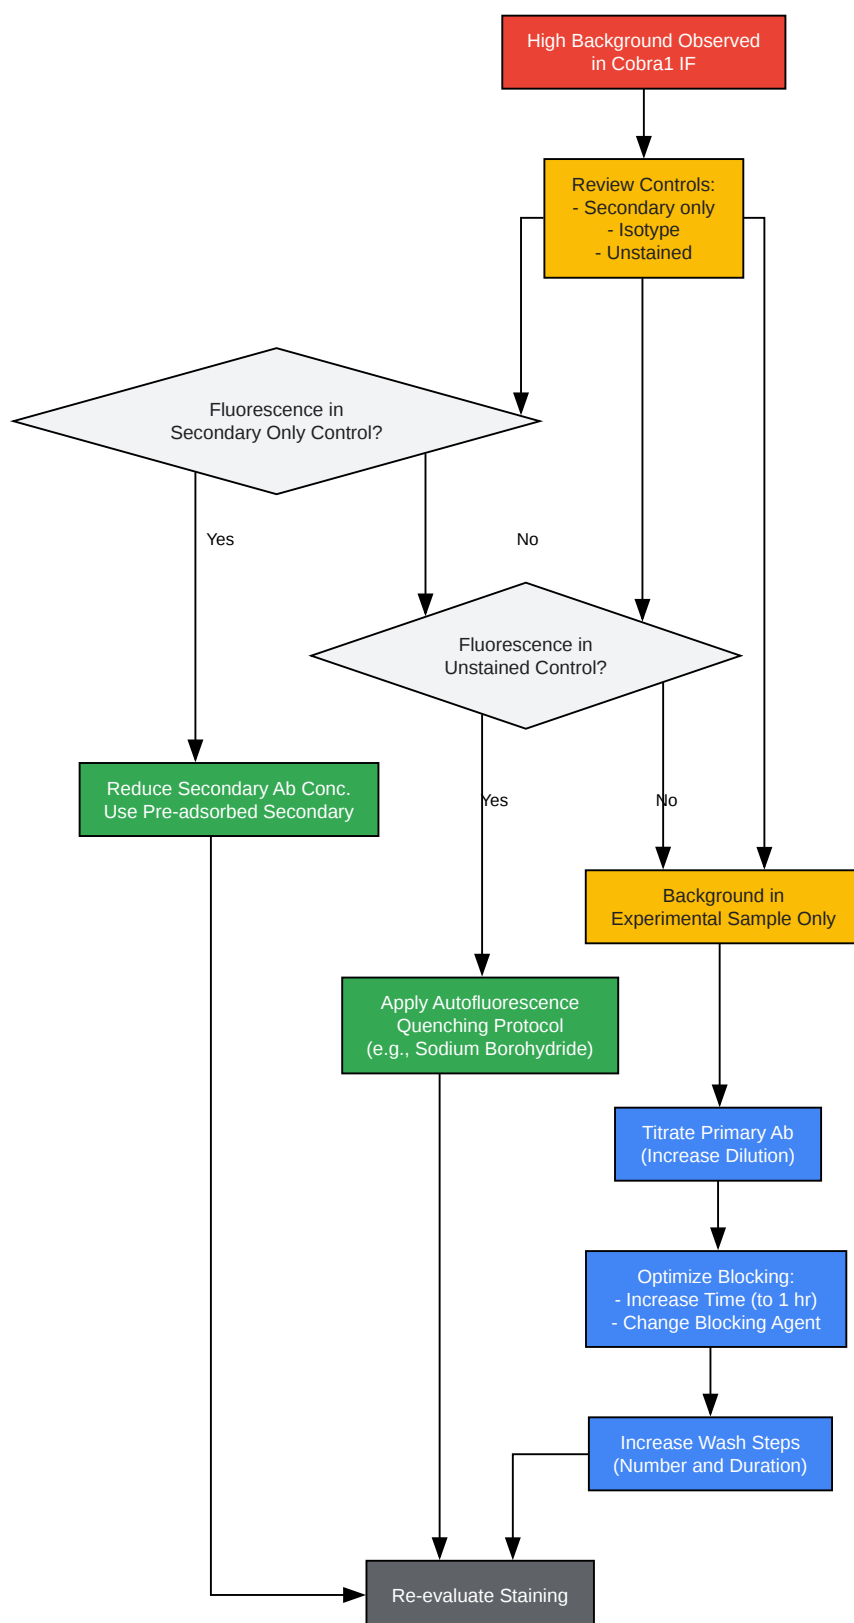 High Background Observed
in Cobra1 IF
Review Controls:
- Secondary only
- Isotype
- Unstained
Fluorescence in
Secondary Only Control?
Yes
No
Fluorescence in
Unstained Control?
Reduce Secondary Ab Conc.
Use Pre-adsorbed Secondary
Yes
No
Background in
Experimental Sample Only
Apply Autofluorescence
Quenching Protocol
(e.g., Sodium Borohydride)
Titrate Primary Ab
(Increase Dilution)
Optimize Blocking:
- Increase Time (to 1 hr)
- Change Blocking Agent
Increase Wash Steps
(Number and Duration)
Re-evaluate Staining